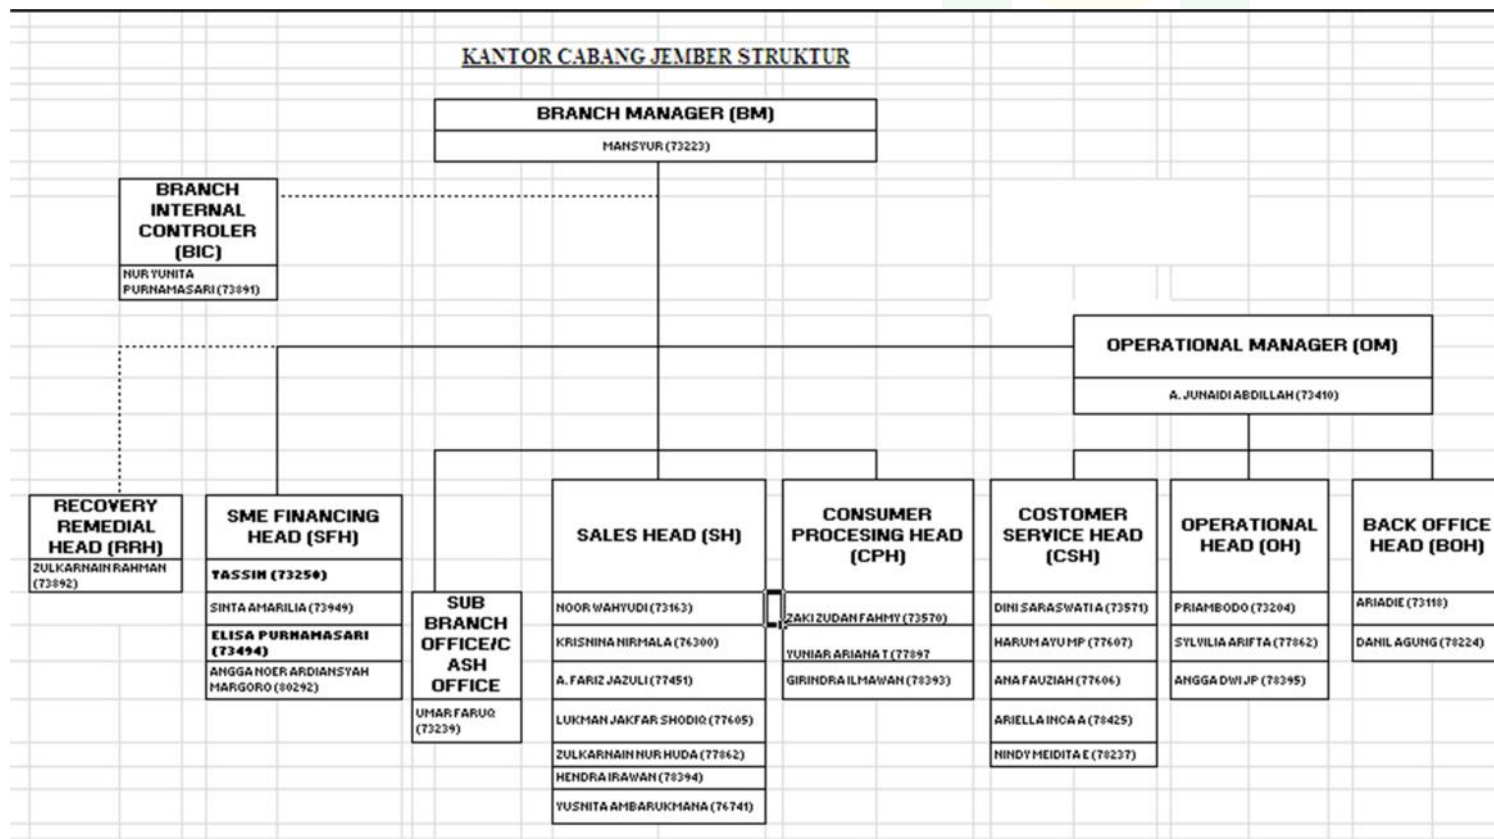 KANTOR CABANG JEMBER STRUKTUR
BRANCH MANAGER (BM)
MANSYUR (73223)
BRANCH
INTERNAL
CONTROLER
(BIC)
NUR YUNITA
PURNAMASARI (73891)
OPERATIONAL MANAGER (OM)
A. JUNAIDI ABDILLAH (73410)
RECOVERY
REMEDIAL
HEAD (RRH)
ZULKARNAIN RAHMAN
(73892)
SME FINANCING
HEAD (SFH)
TASSIM (73250)
SINTA AMARILIA (73949)
ELISA PURNAMASARI
(73494)
ANGGA NOER ARDIANSYAH
MARGORO (80292)
SUB
BRANCH
OFFICE/C
ASH
OFFICE
UMAR FARUQ
(73239)
SALES HEAD (SH)
NOOR WAHYUDI (73163)
KRISNINA NIRMALA (76300)
A. FARIZ JAZULI (77451)
LUKMAN JAKFAR SHODIQ (77605)
ZULKARNAIN NUR HUDA (77862)
HENDRA IRAWAN (78394)
YUSNITA AMBARUKMANA (76741)
CONSUMER
PROCESING HEAD
(CPH)
ZAKI ZUDAN FAHMY (73570)
YUNIAR ARIANA T (77897
GIRINDRA ILMAWAN (78393)
COSTOMER
SERVICE HEAD
(CSH)
DINI SARASWATI A (73571)
HARUM AYU MP (77607)
ANA FAUZIAH (77606)
ARIELLA INCA A (78425)
NINDY MEIDITA E (78237)
OPERATIONAL
HEAD (OH)
PRIAMBODO (73204)
SYLVILIA ARIFTA (77862)
ANGGA DWI JP (78395)
BACK OFFICE
HEAD (BOH)
ARIADIE (73118)
DANIL AGUNG (78224)